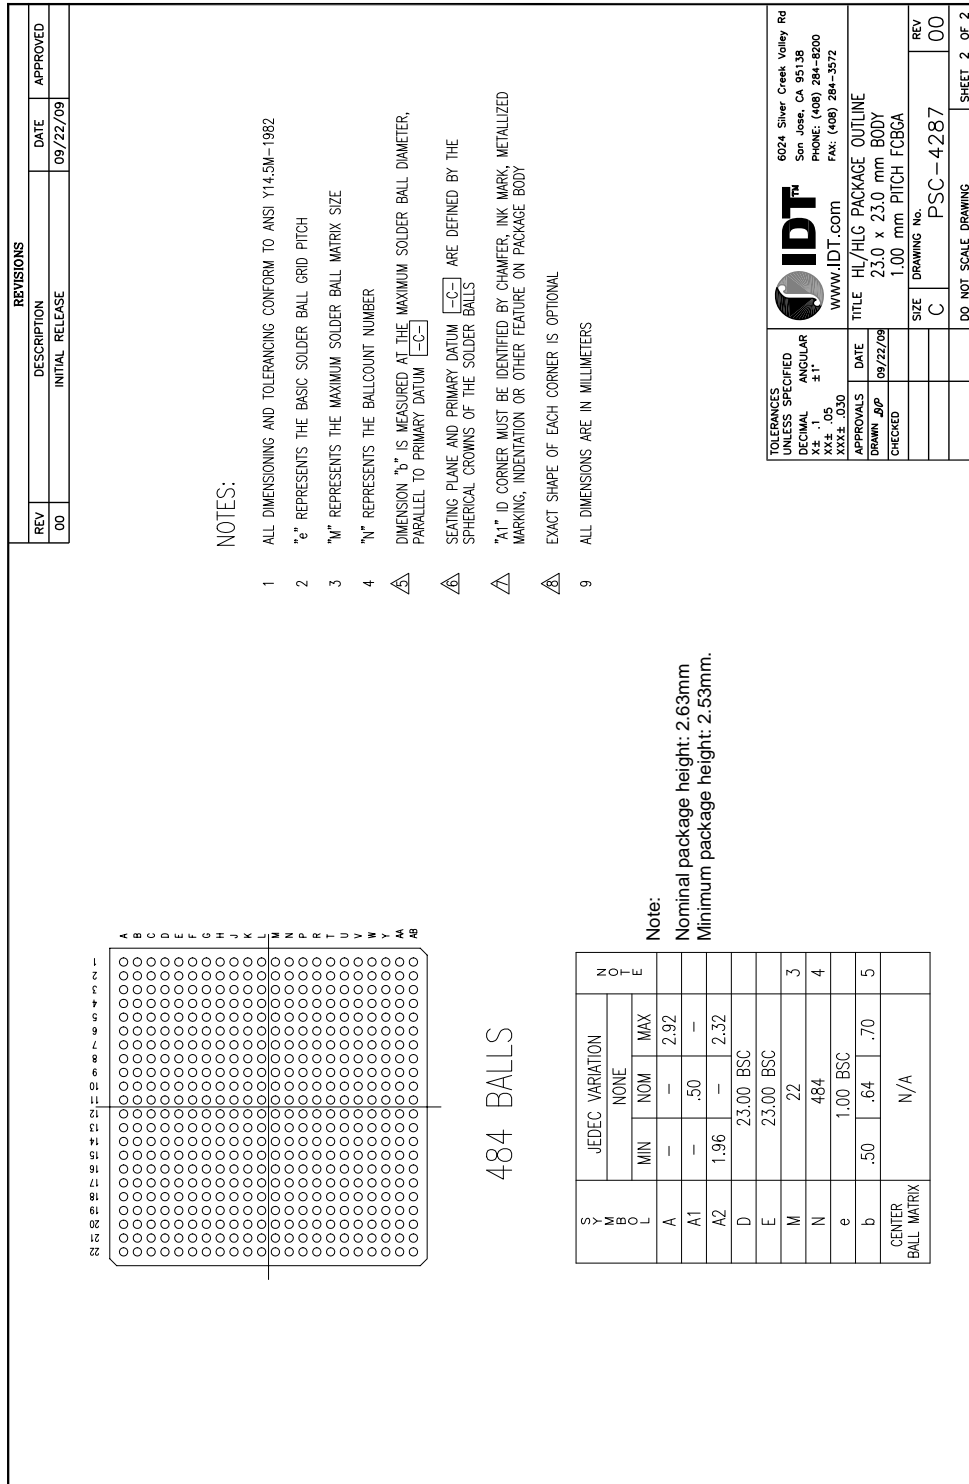 REVISIONS
REV DESCRIPTION DATE APPROVED
00 INITIAL RELEASE 09/22/09
1 2 3 4 5 6 7 8 9 10 11 12 13 14 15 16 17 18 19 20 21 22
A
B
C
D
E
F
G
H
J
K
L
M
N
P
R
T
U
V
W
Y
AA
AB
484 BALLS
NOTES:
1 ALL DIMENSIONING AND TOLERANCING CONFORM TO ANSI Y14.5M-1982
2 "e" REPRESENTS THE BASIC SOLDER BALL GRID PITCH
3 "M" REPRESENTS THE MAXIMUM SOLDER BALL MATRIX SIZE
4 "N" REPRESENTS THE BALLCOUNT NUMBER
5 DIMENSION "b" IS MEASURED AT THE MAXIMUM SOLDER BALL DIAMETER,
PARALLEL TO PRIMARY DATUM -C-
6 SEATING PLANE AND PRIMARY DATUM -C- ARE DEFINED BY THE
SPHERICAL CROWNS OF THE SOLDER BALLS
7 "A1" ID CORNER MUST BE IDENTIFIED BY CHAMFER, INK MARK, METALLIZED
MARKING, INDENTATION OR OTHER FEATURE ON PACKAGE BODY
8 EXACT SHAPE OF EACH CORNER IS OPTIONAL
9 ALL DIMENSIONS ARE IN MILLIMETERS
SYMBOL JEDEC VARIATION NOTE
NONE
MIN NOM MAX
A - - 2.92
A1 - .50 -
A2 1.96 - 2.32
D 23.00 BSC
E 23.00 BSC
M 22 3
N 484 4
e 1.00 BSC
b .50 .64 .70 5
CENTER
BALL MATRIX N/A
Note:
Nominal package height: 2.63mm
Minimum package height: 2.53mm.
TOLERANCES
UNLESS SPECIFIED
DECIMAL ANGULAR
X± .1 ±1°
XX± .05
XXX± .030
APPROVALS DATE
DRAWN 09/22/09
CHECKED
IDT™
www.IDT.com
6024 Silver Creek Valley Rd
San Jose, CA 95138
PHONE: (408) 284-8200
FAX: (408) 284-3572
TITLE HL/HLG PACKAGE OUTLINE
23.0 x 23.0 mm BODY
1.00 mm PITCH FCBGA
SIZE DRAWING No. REV
C PSC-4287 00
DO NOT SCALE DRAWING SHEET 2 OF 2